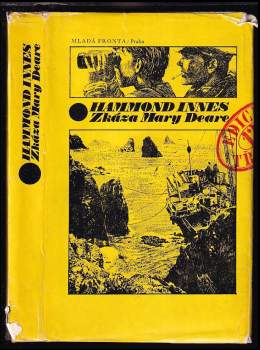 MLADÁ FRONTA / Praha
HAMMOND INNES
Zkáza Mary Deare
HAMMOND INNES
Zkáza Mary Deare